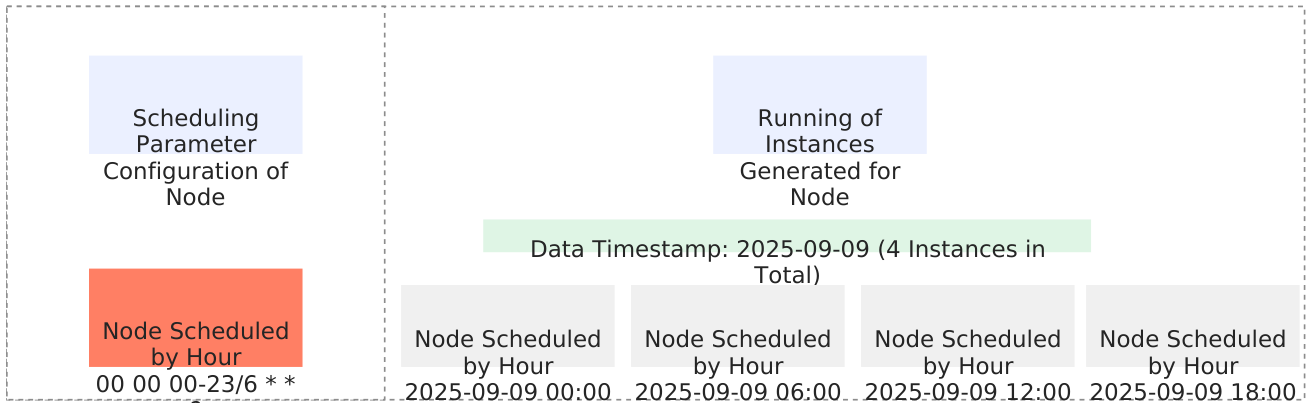 Scheduling
Parameter
Configuration of
Node
Running of
Instances
Generated for
Node
Data Timestamp: 2025-09-09 (4 Instances in
Total)
Node Scheduled
by Hour
00 00 00-23/6 * *
Node Scheduled
by Hour
2025-09-09 00:00
Node Scheduled
by Hour
2025-09-09 06:00
Node Scheduled
by Hour
2025-09-09 12:00
Node Scheduled
by Hour
2025-09-09 18:00